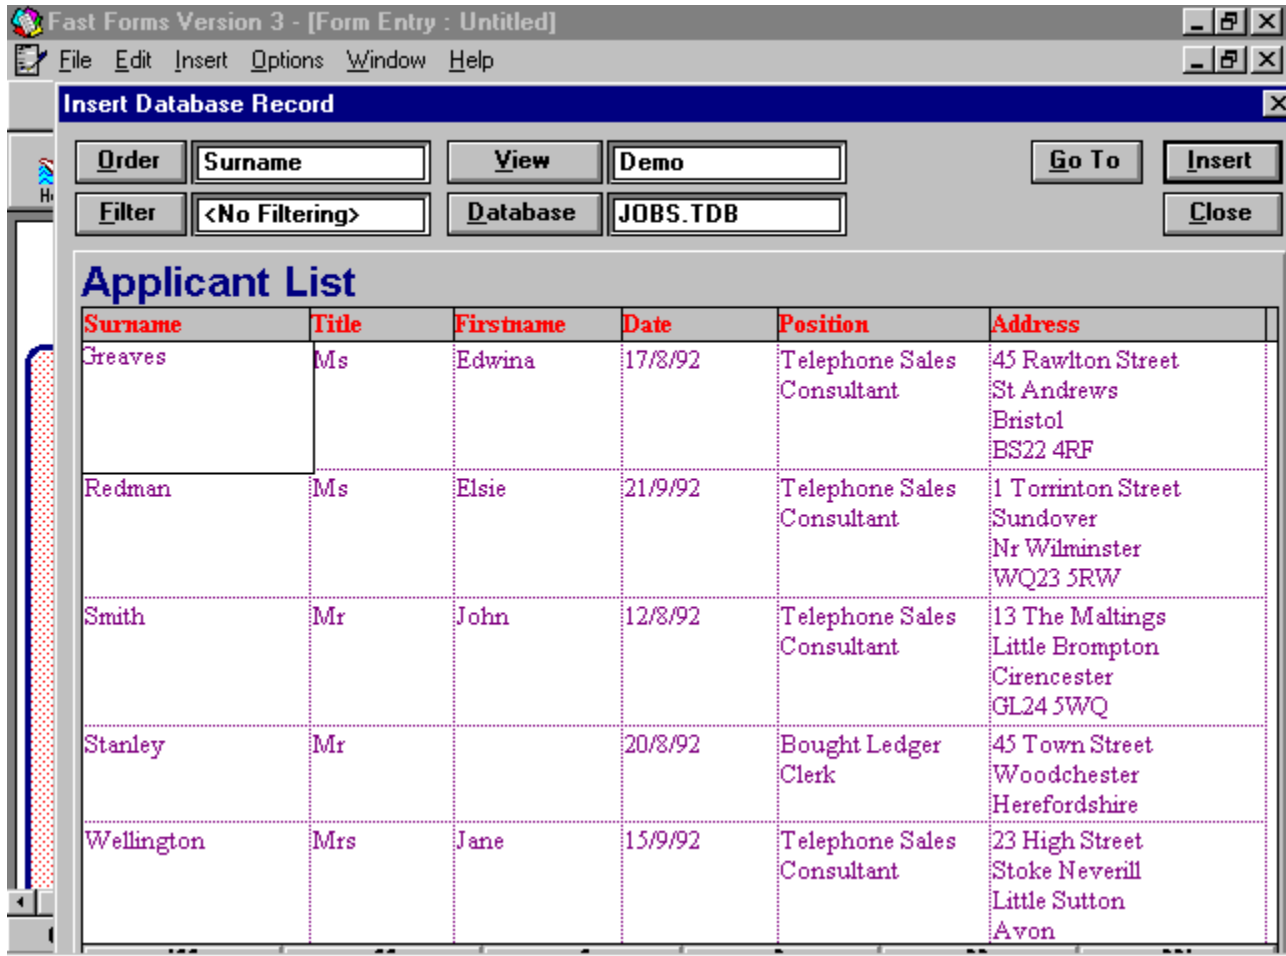 Fast Forms Version 3 - [Form Entry : Untitled]
File Edit Insert Options Window Help
Insert Database Record
Order Surname View Demo Go To Insert
Filter <No Filtering> Database JOBS.TDB Close
Applicant List
Surname Title Firstname Date Position Address
Greaves Ms Edwina 17/8/92 Telephone Sales 45 Rawlton Street
Consultant St Andrews
Bristol
BS22 4RF
Redman Ms Elsie 21/9/92 Telephone Sales 1 Torrinton Street
Consultant Sundover
Nr Wilminster
WQ23 5RW
Smith Mr John 12/8/92 Telephone Sales 13 The Maltings
Consultant Little Brompton
Cirencester
GL24 5WQ
Stanley Mr 20/8/92 Bought Ledger 45 Town Street
Clerk Woodchester
Herefordshire
Wellington Mrs Jane 15/9/92 Telephone Sales 23 High Street
Consultant Stoke Neverill
Little Sutton
Avon